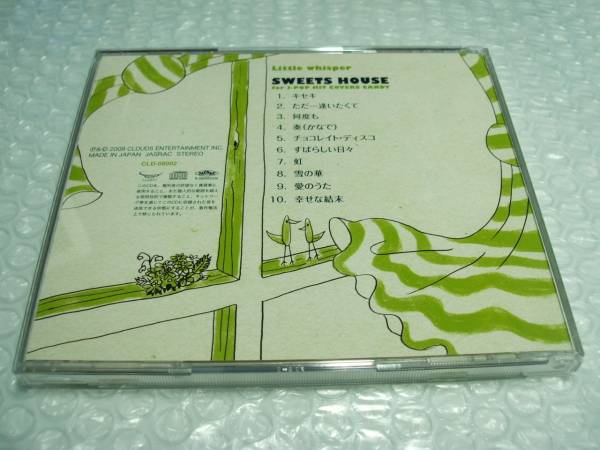 Little whisper
SWEETS HOUSE
For J-POP HIT COVERS CANDY
1. キセキ
2. ただ…逢いたくて
3. 何度も
4. 奏(かなで)
5. チョコレイト・ディスコ
6. すばらしい日々
7. 虹
8. 雪の華
9. 愛のうた
10. 幸せな結末
℗&© 2008 CLOUDS ENTERTAINMENT INC.
MADE IN JAPAN JASRAC STEREO